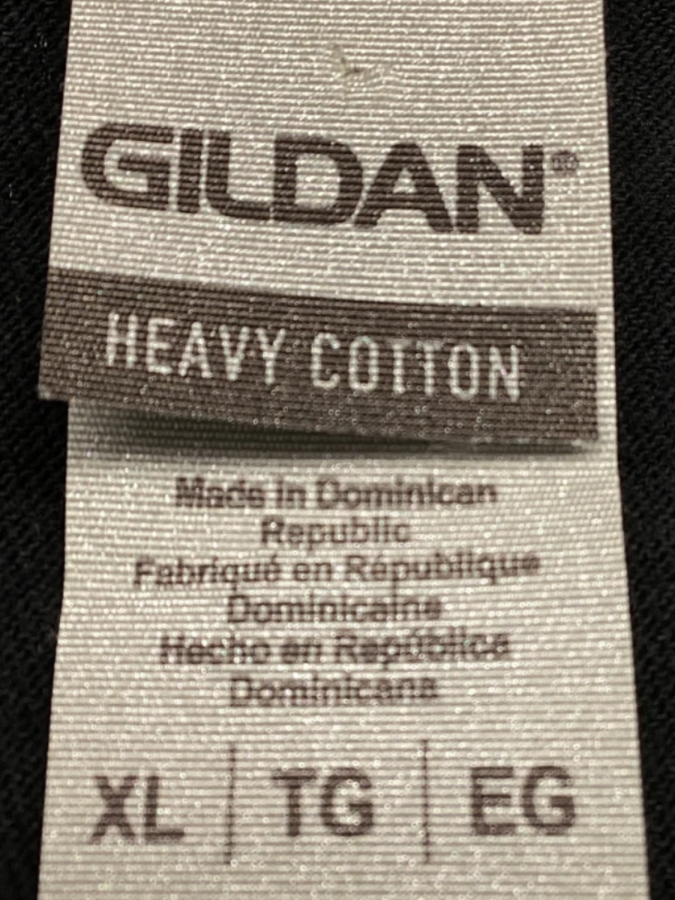 GILDAN®
HEAVY COTTON
Made in Dominican
Republic
Fabriqué en République
Dominicaine
Hecho en República
Dominicana
XL | TG | EG